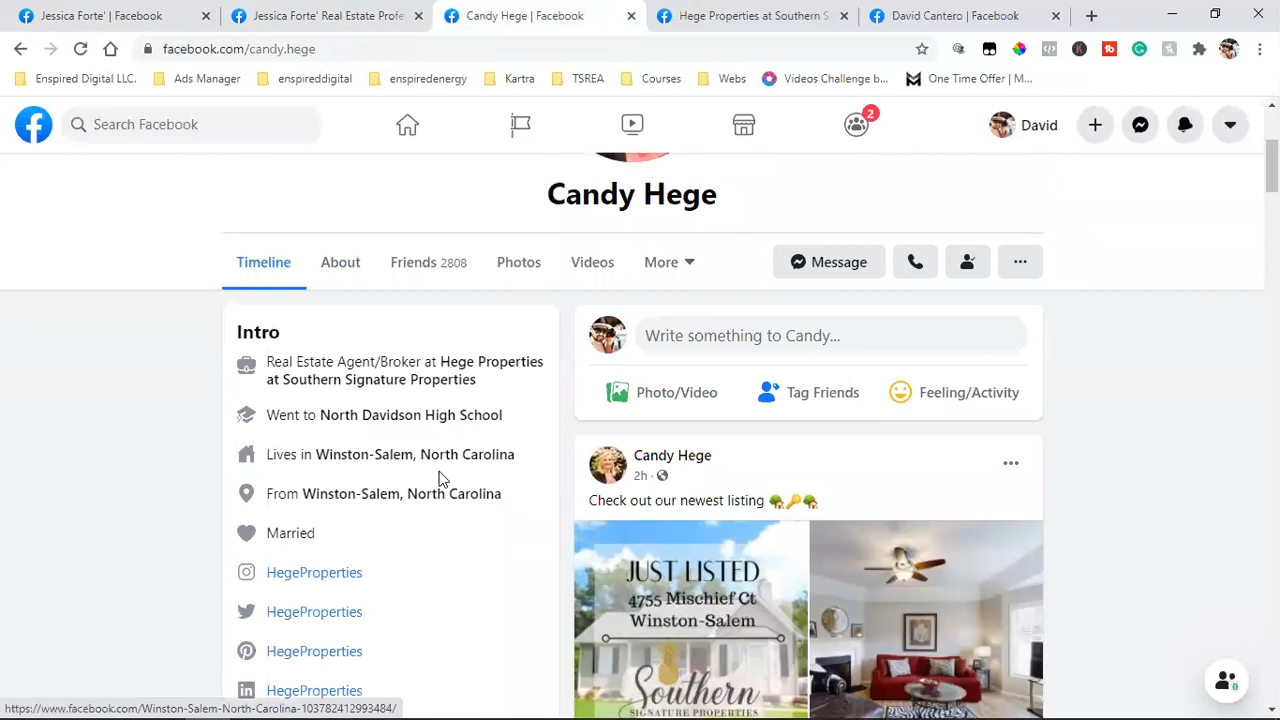 Jessica Forte' | Facebook
Jessica Forte' Real Estate Profe
Candy Hege | Facebook
Hege Properties at Southern S
David Cantero | Facebook
facebook.com/candy.hege
Enspired Digital LLC.
Ads Manager
enspireddigital
enspiredenergy
Kartra
TSREA
Courses
Webs
Videos Challenge b...
One Time Offer | M...
Search Facebook
2
David
Candy Hege
Timeline
About
Friends 2808
Photos
Videos
More
Message
Intro
Real Estate Agent/Broker at Hege Properties
at Southern Signature Properties
Went to North Davidson High School
Lives in Winston-Salem, North Carolina
From Winston-Salem, North Carolina
Married
HegeProperties
HegeProperties
HegeProperties
HegeProperties
Write something to Candy...
Photo/Video
Tag Friends
Feeling/Activity
Candy Hege
2h ·
Check out our newest listing 🏡🔑🏡
JUST LISTED
4755 Mischief Ct
Winston-Salem
Southern
SIGNATURE PROPERTIES
https://www.facebook.com/Winston-Salem-North-Carolina-103782412993484/
0